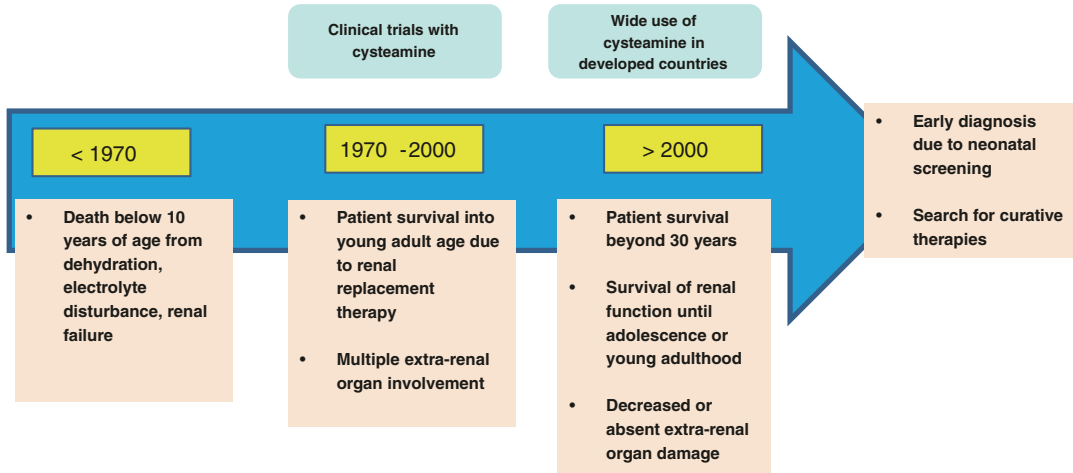 Clinical trials with
cysteamine
Wide use of
cysteamine in
developed countries
< 1970
• Death below 10
years of age from
dehydration,
electrolyte
disturbance, renal
failure
1970 -2000
• Patient survival into
young adult age due
to renal
replacement
therapy
• Multiple extra-renal
organ involvement
> 2000
• Patient survival
beyond 30 years
• Survival of renal
function until
adolescence or
young adulthood
• Decreased or
absent extra-renal
organ damage
• Early diagnosis
due to neonatal
screening
• Search for curative
therapies